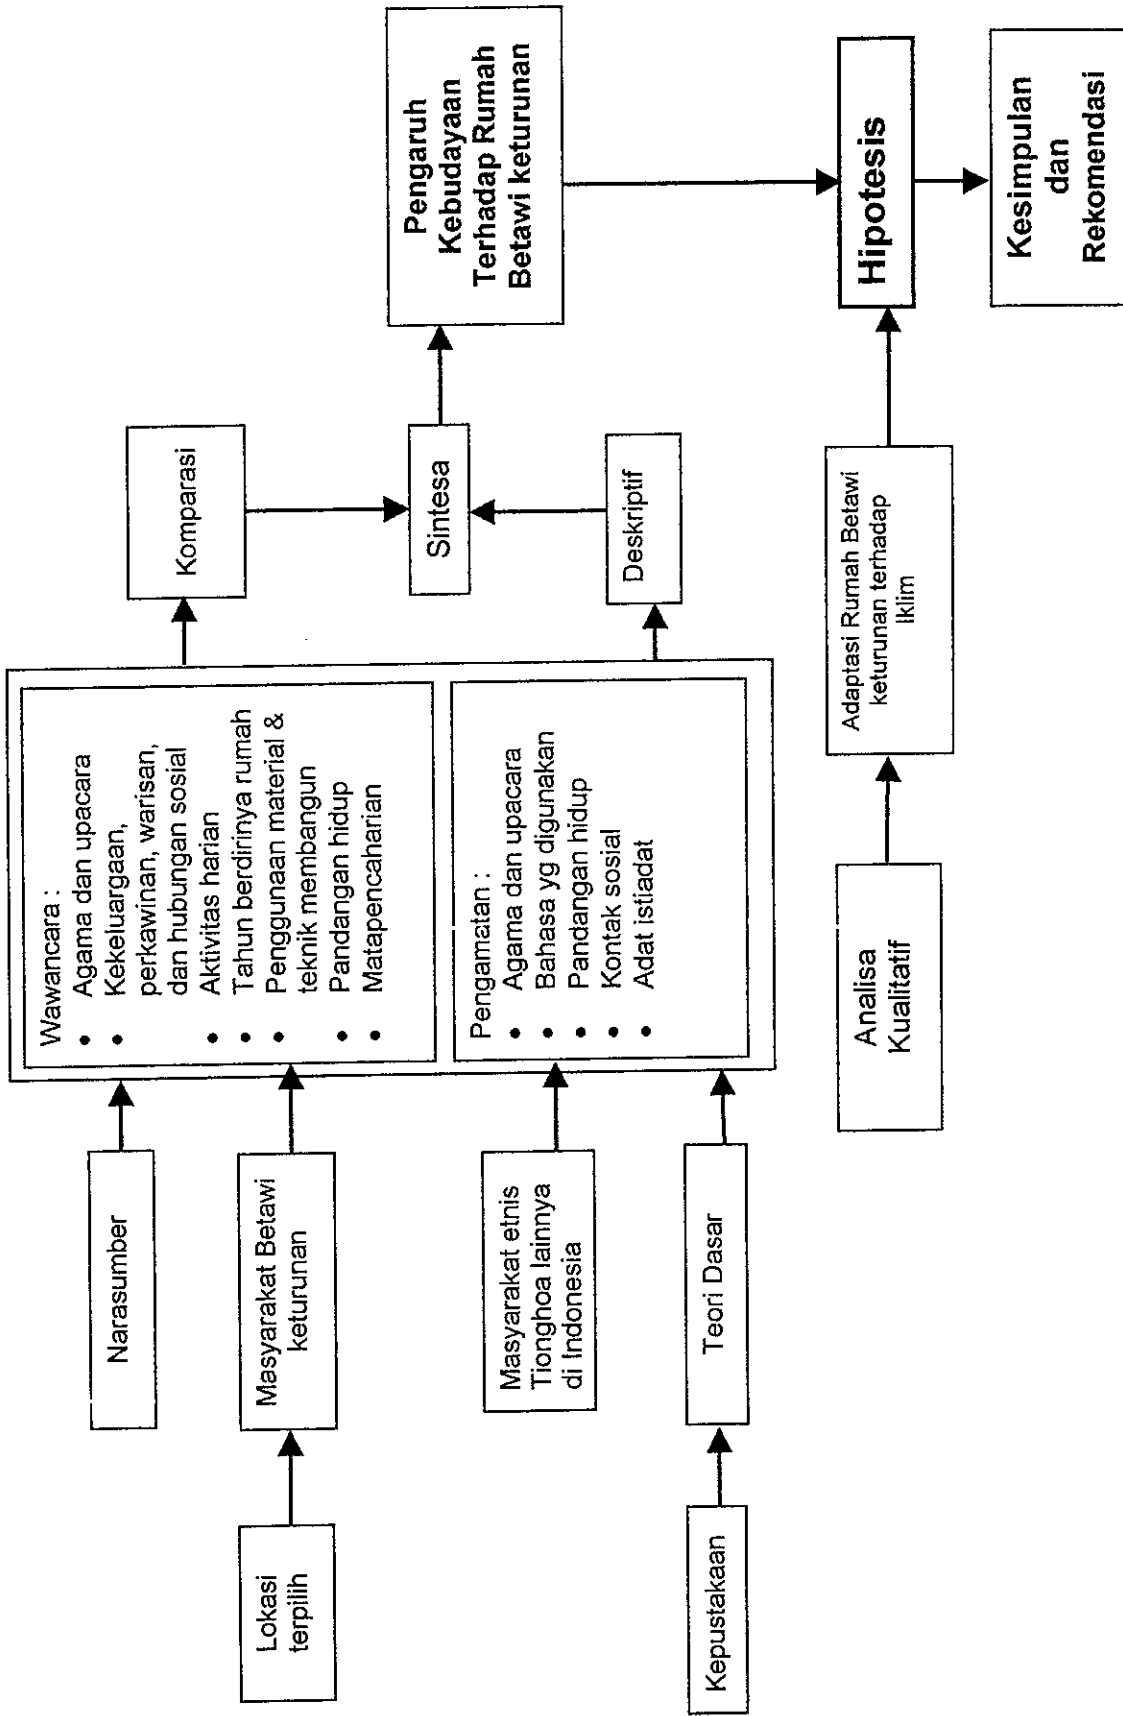 Lokasi
terpilih
Kepustakaan
Narasumber
Masyarakat Betawi
keturunan
Masyarakat etnis
Tionghoa lainnya
di Indonesia
Teori Dasar
Wawancara :
• Agama dan upacara
• Kekeluargaan,
perkawinan, warisan,
dan hubungan sosial
• Aktivitas harian
• Tahun berdirinya rumah
• Penggunaan material &
teknik membangun
• Pandangan hidup
• Matapencaharian
Pengamatan :
• Agama dan upacara
• Bahasa yg digunakan
• Pandangan hidup
• Kontak sosial
• Adat istiadat
Komparasi
Sintesa
Deskriptif
Pengaruh
Kebudayaan
Terhadap Rumah
Betawi keturunan
Analisa
Kualitatif
Adaptasi Rumah Betawi
keturunan terhadap
Iklim
Hipotesis
Kesimpulan
dan
Rekomendasi